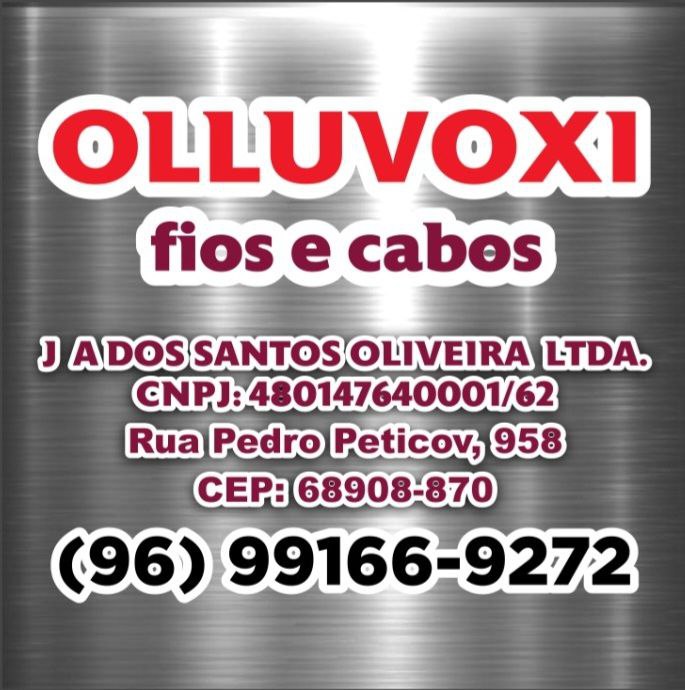 OLLUVOXI
fios e cabos
J A DOS SANTOS OLIVEIRA LTDA.
CNPJ: 480147640001/62
Rua Pedro Peticov, 958
CEP: 68908-870
(96) 99166-9272